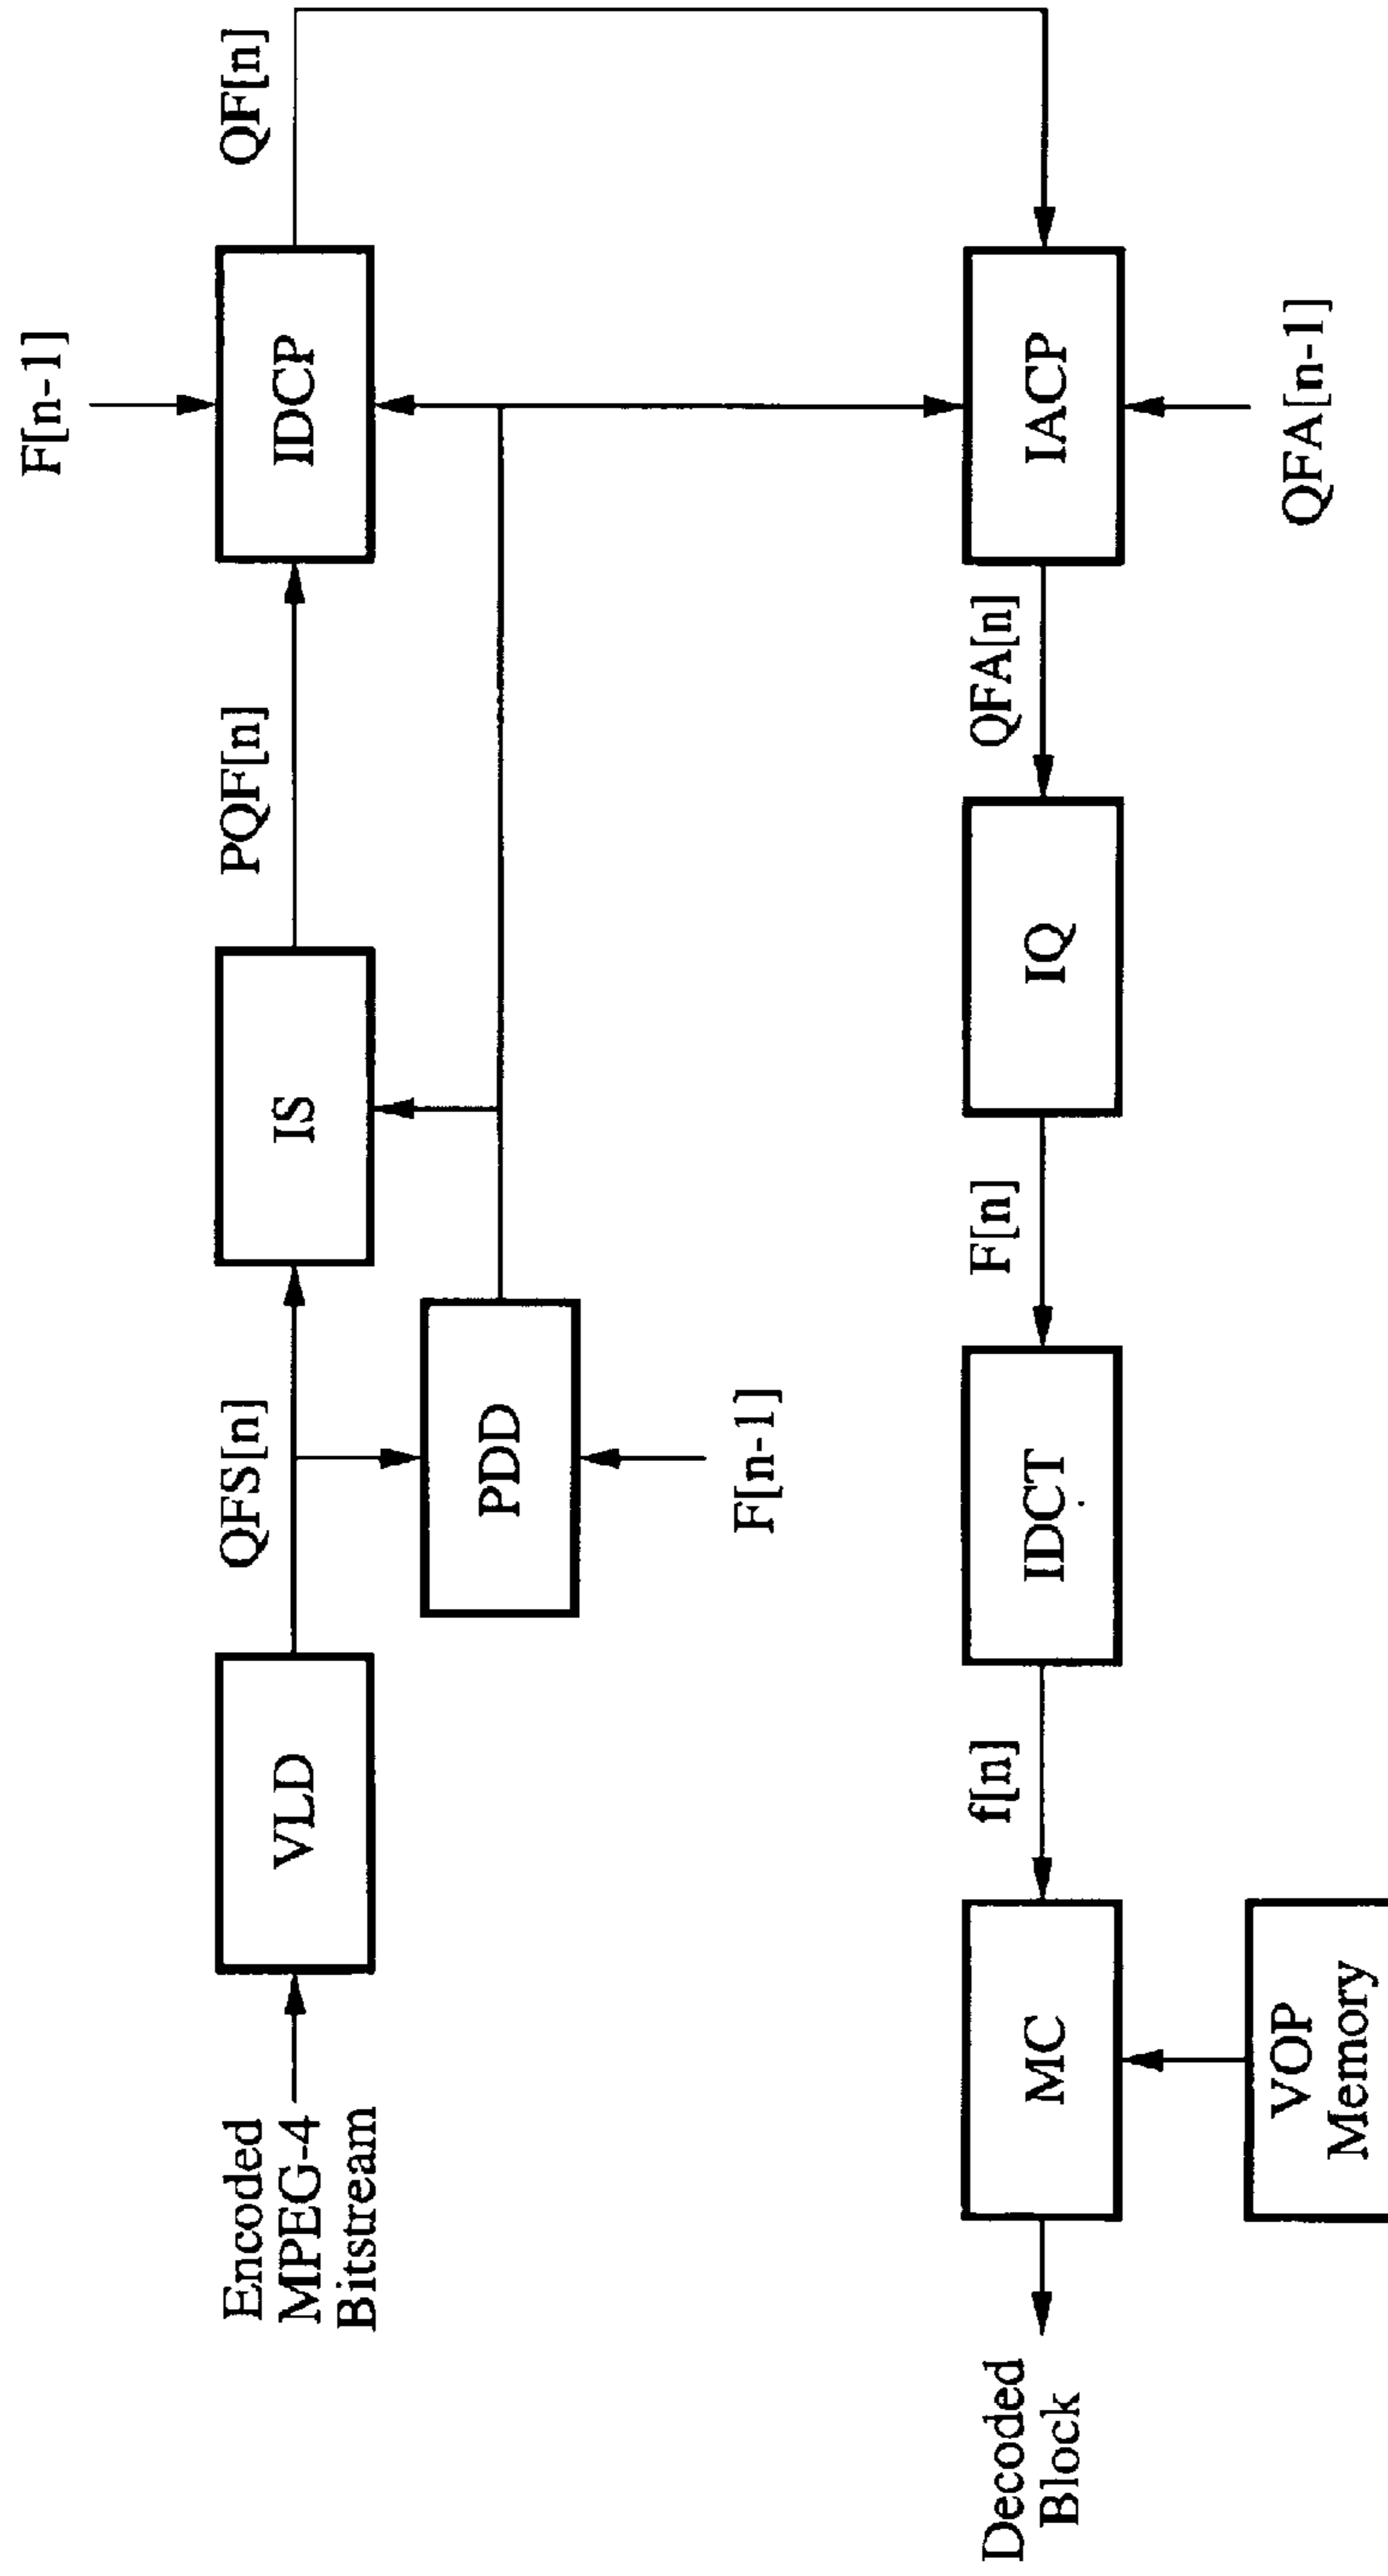 Encoded
MPEG-4
Bitstream
VLD
QFS[n]
IS
PQF[n]
IDCP
F[n-1]
QF[n]
PDD
F[n-1]
Decoded
Block
MC
f[n]
IDCT
F[n]
IQ
QFA[n]
IACP
QFA[n-1]
VOP
Memory